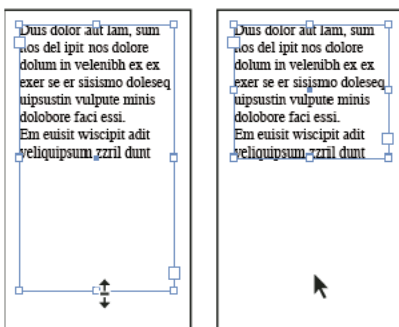 Duis dolor aut lam, sum
nos del ipit nos dolore
dolum in velenibh ex ex
exer se er sisismo doleseq
uipsustin vulpute minis
dolobore faci essi.
Em euisit wiscipit adit
veliquipsum zzril dunt
Duis dolor aut lam, sum
nos del ipit nos dolore
dolum in velenibh ex ex
exer se er sisismo doleseq
uipsustin vulpute minis
dolobore faci essi.
Em euisit wiscipit adit
veliquipsum zzril dunt